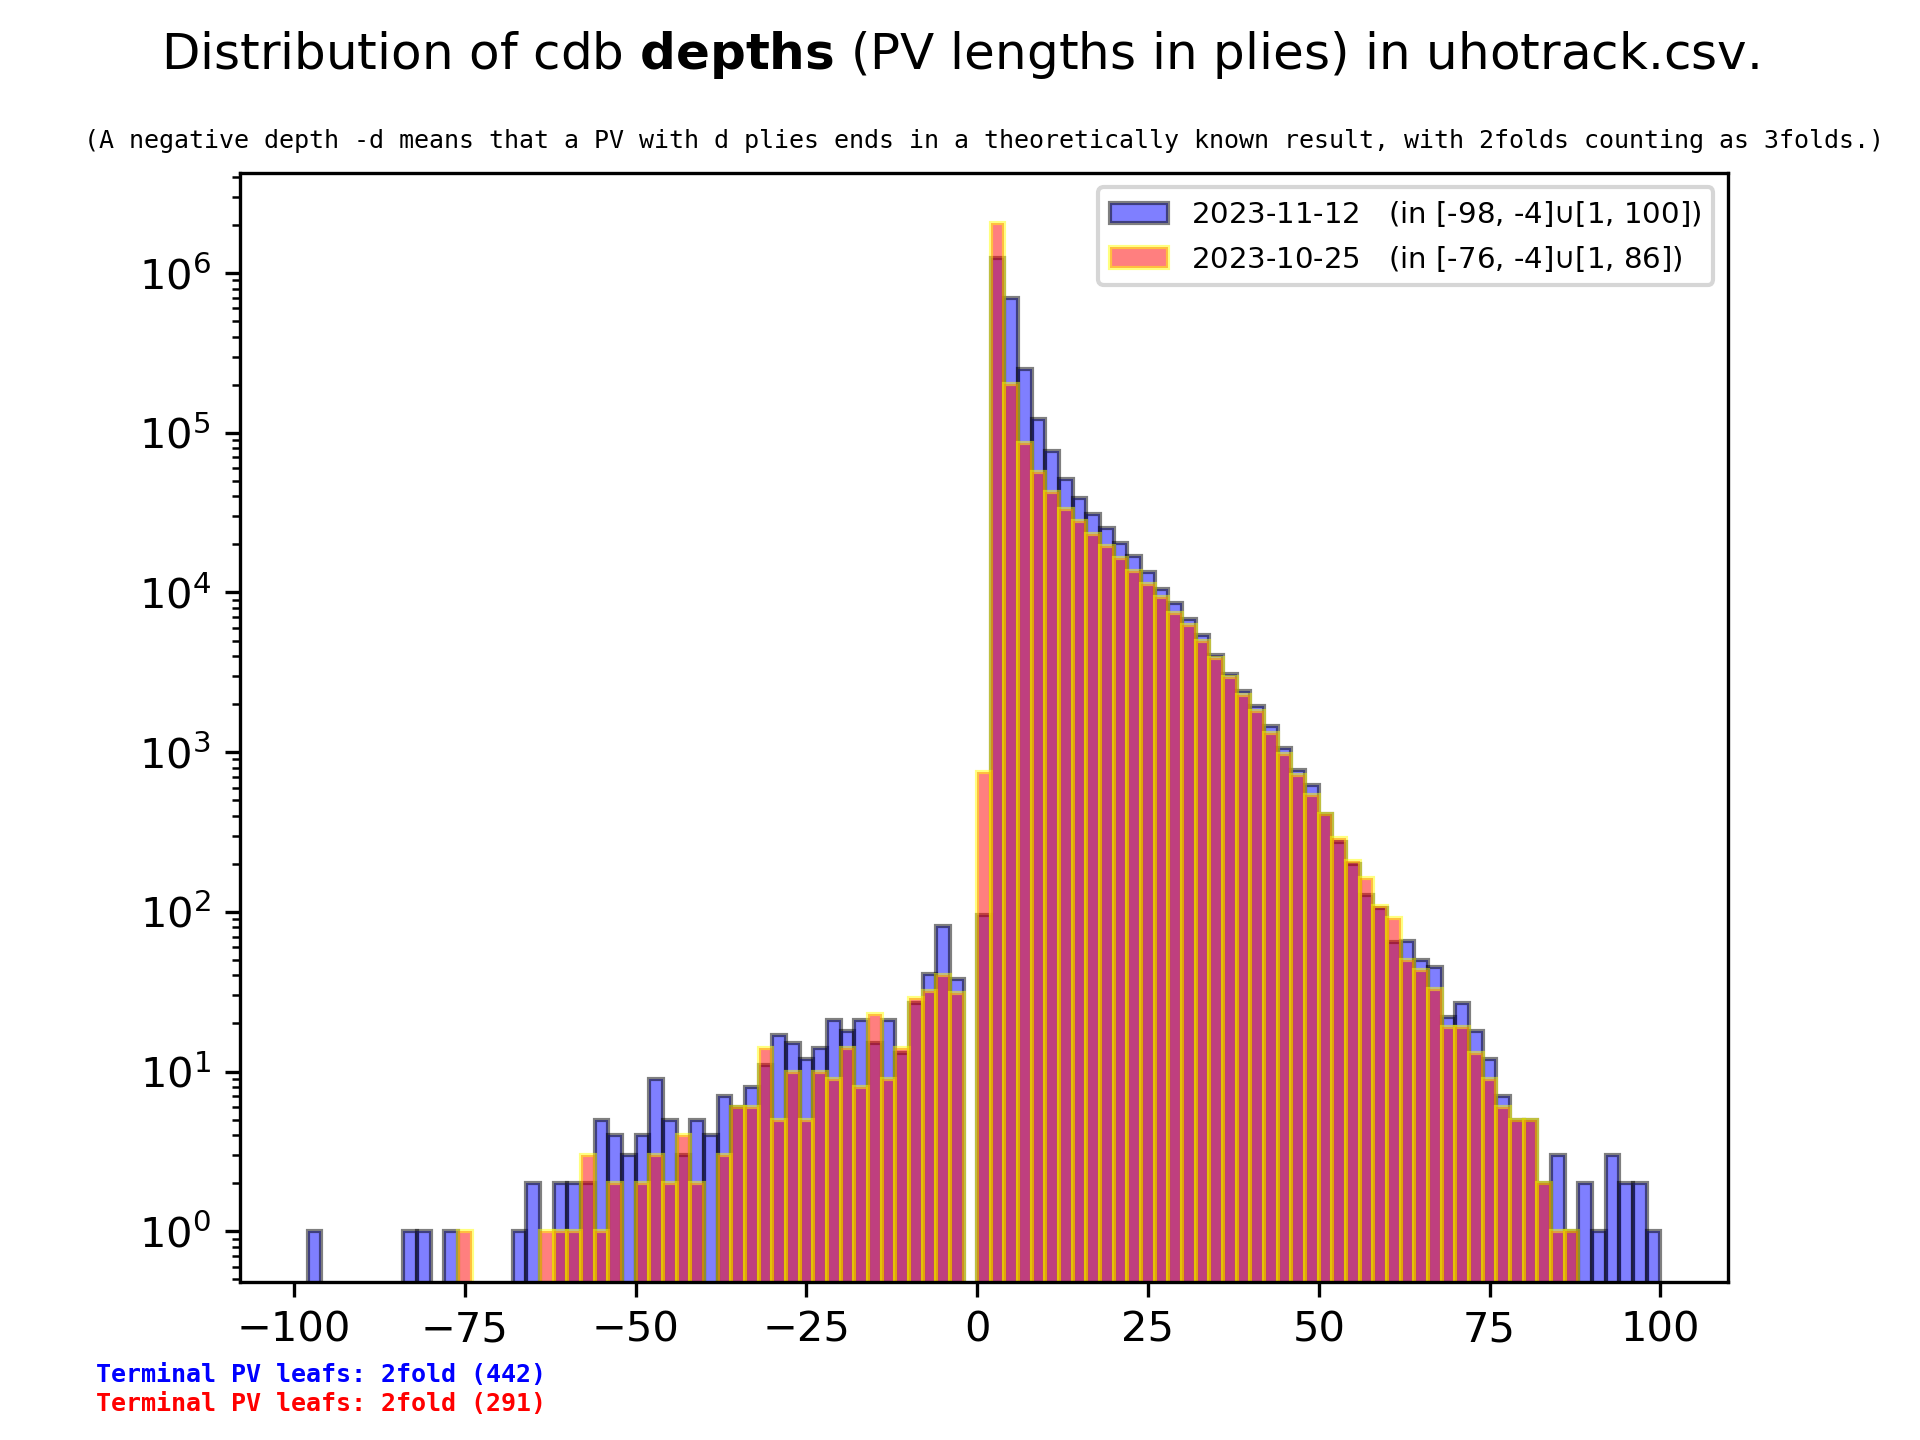 Distribution of cdb depths (PV lengths in plies) in uhotrack.csv.
(A negative depth -d means that a PV with d plies ends in a theoretically known result, with 2folds counting as 3folds.)
2023-11-12 (in [-98, -4]∪[1, 100])
2023-10-25 (in [-76, -4]∪[1, 86])
10⁶
10⁵
10⁴
10³
10²
10¹
10⁰
−100 −75 −50 −25 0 25 50 75 100
Terminal PV leafs: 2fold (442)
Terminal PV leafs: 2fold (291)